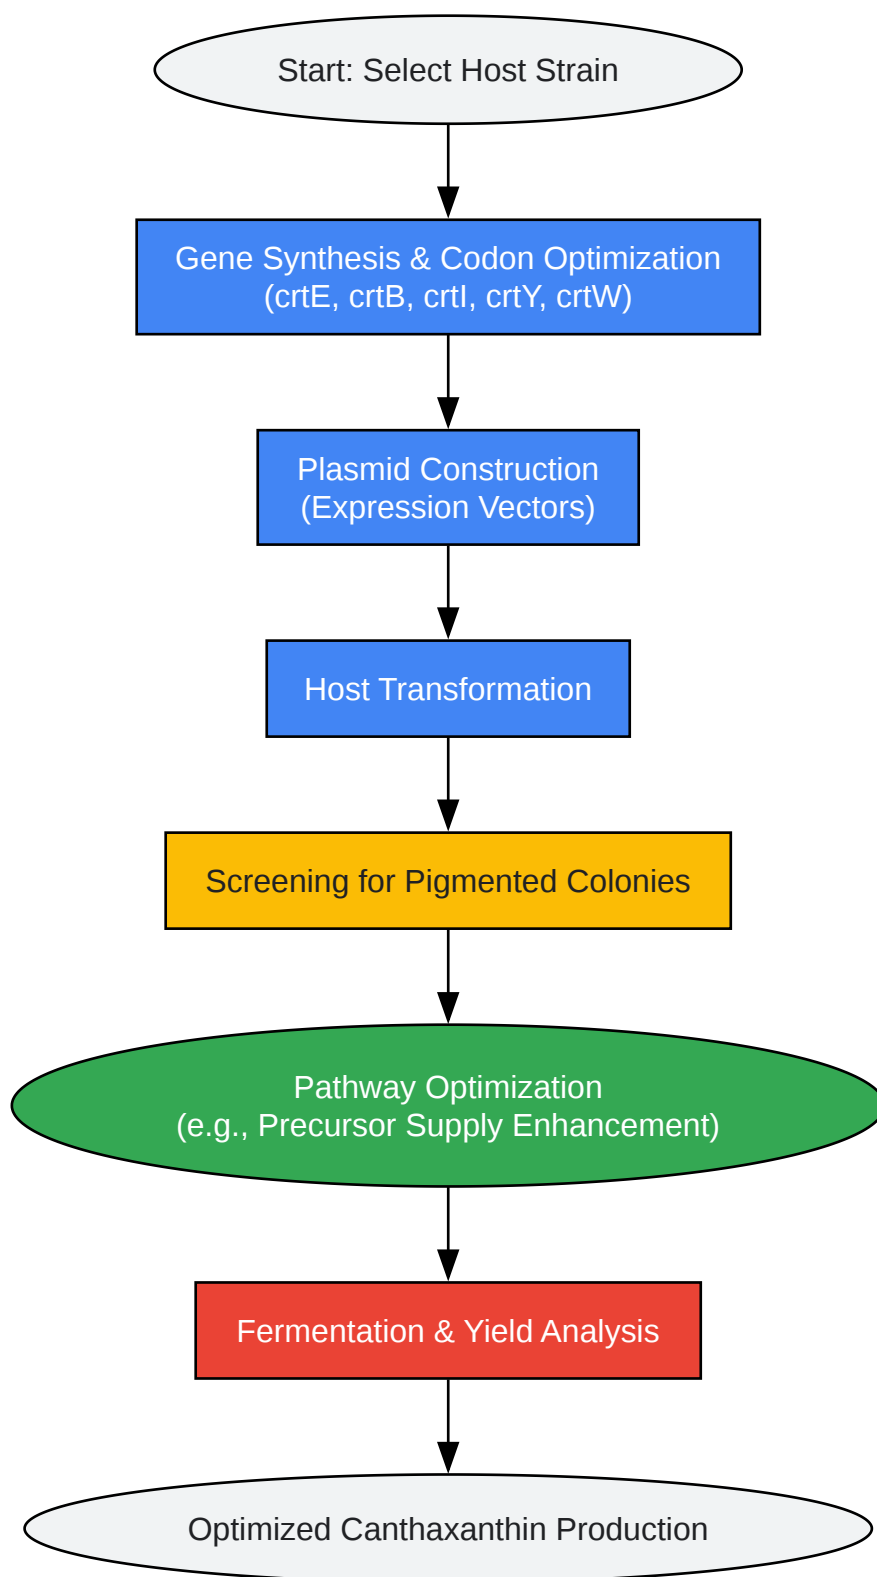 Start: Select Host Strain
Gene Synthesis & Codon Optimization
(crtE, crtB, crtI, crtY, crtW)
Plasmid Construction
(Expression Vectors)
Host Transformation
Screening for Pigmented Colonies
Pathway Optimization
(e.g., Precursor Supply Enhancement)
Fermentation & Yield Analysis
Optimized Canthaxanthin Production